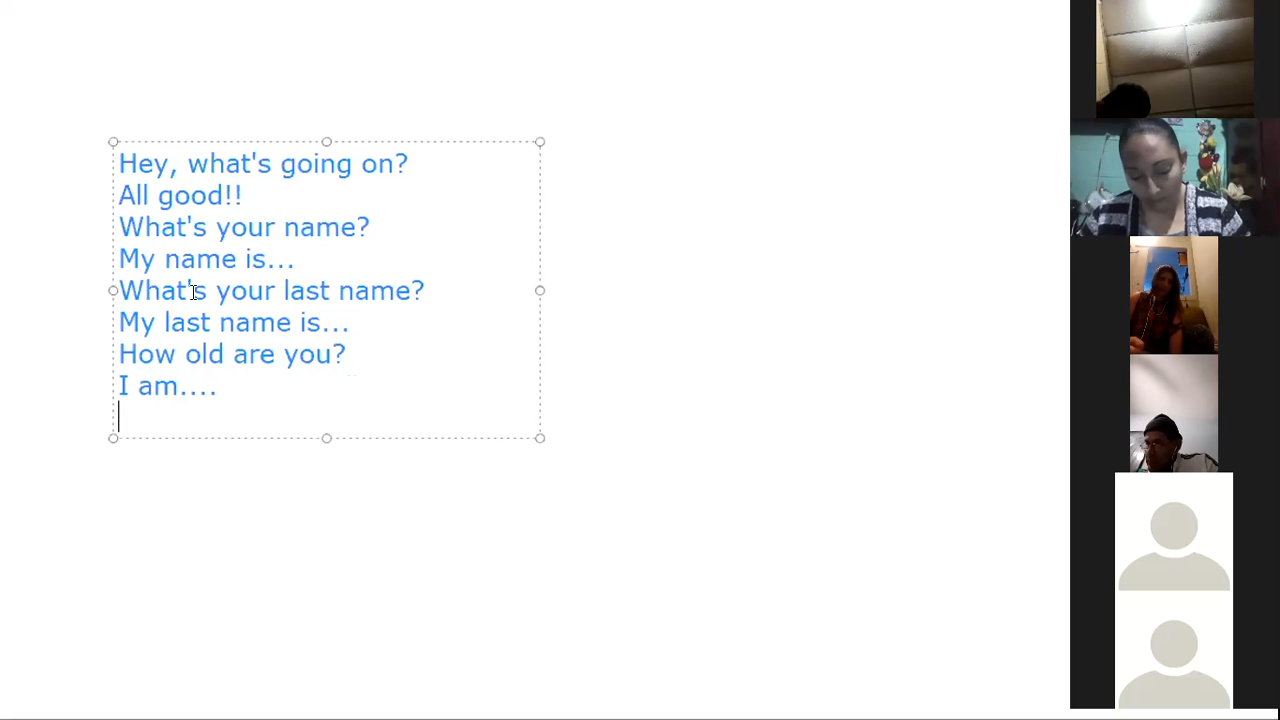 Hey, what's going on?
All good!!
What's your name?
My name is...
What's your last name?
My last name is...
How old are you?
I am....